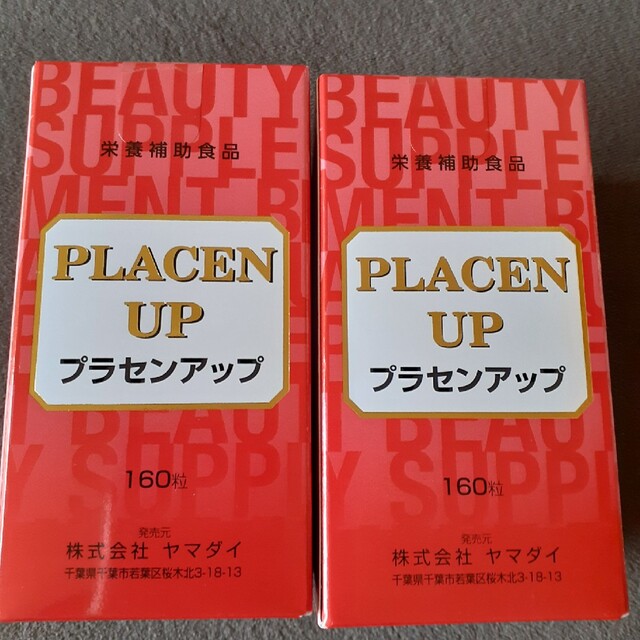 BEAUTY
SUPPLE
MENT B
栄養補助食品
PLACEN
UP
プラセンアップ
BEAUT
Y SUPPL
160粒
発売元
株式会社 ヤマダイ
千葉県千葉市若葉区桜木北3-18-13
BEAUTY
SUPPLE
MENT BE
栄養補助食品
PLACEN
UP
プラセンアップ
T BEAUT
Y SUPPL
160粒
発売元
株式会社 ヤマダイ
千葉県千葉市若葉区桜木北3-18-13